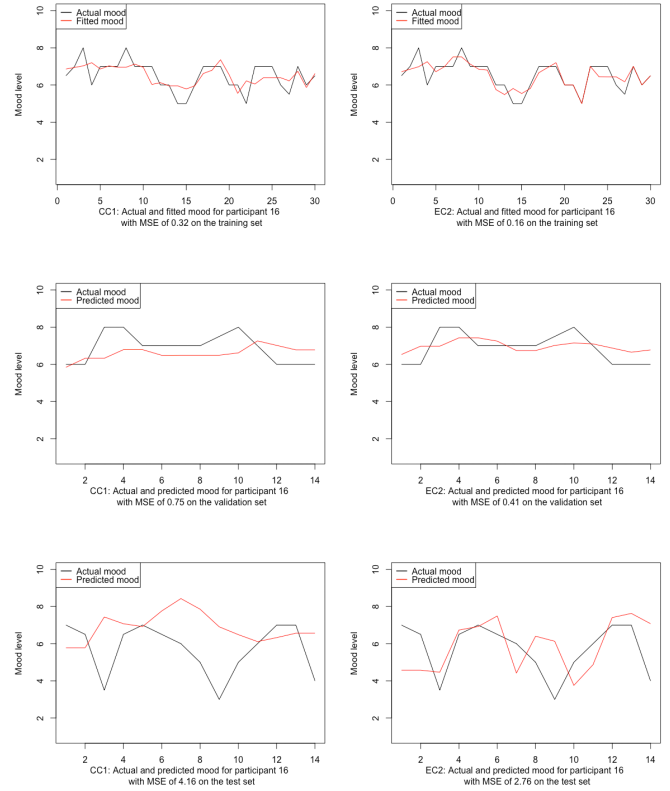 Actual mood
Fitted mood
Mood level
2 4 6 8 10
0 5 10 15 20 25 30
CC1: Actual and fitted mood for participant 16
with MSE of 0.32 on the training set
Actual mood
Fitted mood
Mood level
2 4 6 8 10
0 5 10 15 20 25 30
EC2: Actual and fitted mood for participant 16
with MSE of 0.16 on the training set
Actual mood
Predicted mood
Mood level
2 4 6 8 10
2 4 6 8 10 12 14
CC1: Actual and predicted mood for participant 16
with MSE of 0.75 on the validation set
Actual mood
Predicted mood
Mood level
2 4 6 8 10
2 4 6 8 10 12 14
EC2: Actual and predicted mood for participant 16
with MSE of 0.41 on the validation set
Actual mood
Predicted mood
Mood level
2 4 6 8 10
2 4 6 8 10 12 14
CC1: Actual and predicted mood for participant 16
with MSE of 4.16 on the test set
Actual mood
Predicted mood
Mood level
2 4 6 8 10
2 4 6 8 10 12 14
EC2: Actual and predicted mood for participant 16
with MSE of 2.76 on the test set